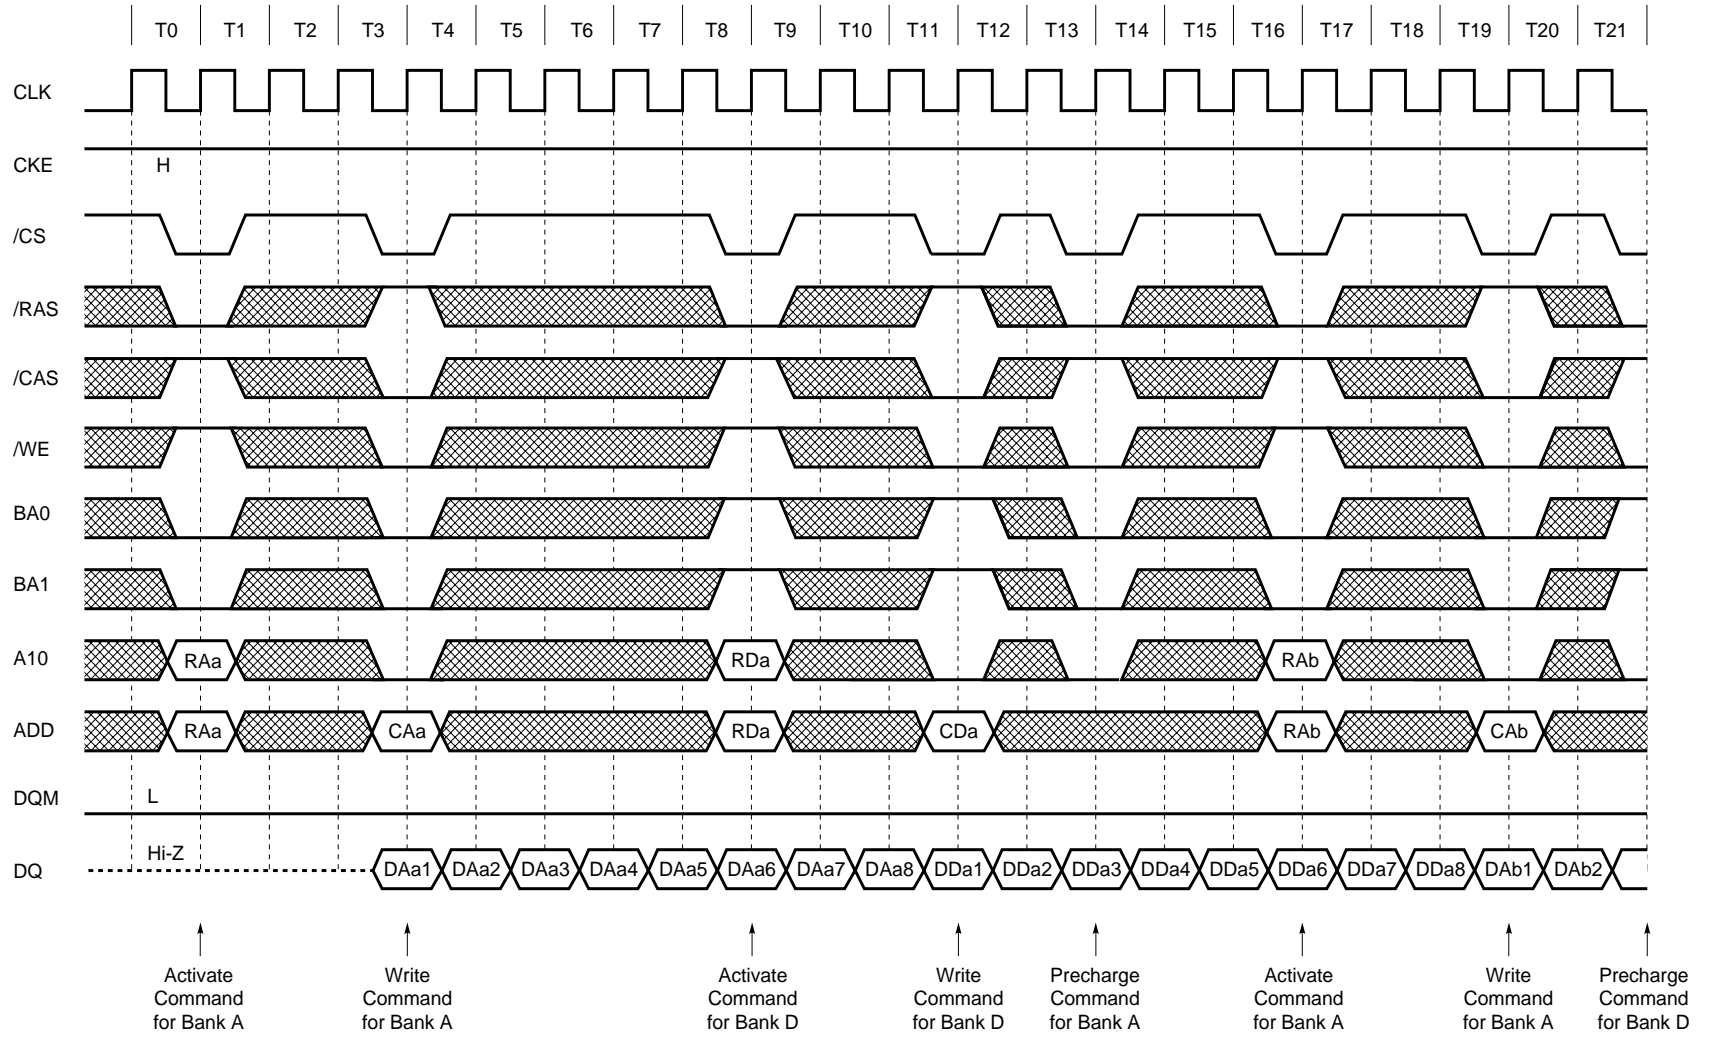 T0 T1 T2 T3 T4 T5 T6 T7 T8 T9 T10 T11 T12 T13 T14 T15 T16 T17 T18 T19 T20 T21
CLK
CKE H
/CS
/RAS
/CAS
/WE
BA0
BA1
A10 RAa RDa RAb
ADD RAa CAa RDa CDa RAb CAb
DQM L
DQ Hi-Z DAa1 DAa2 DAa3 DAa4 DAa5 DAa6 DAa7 DAa8 DDa1 DDa2 DDa3 DDa4 DDa5 DDa6 DDa7 DDa8 DAb1 DAb2
Activate
Command
for Bank A
Write
Command
for Bank A
Activate
Command
for Bank D
Write
Command
for Bank D
Precharge
Command
for Bank A
Activate
Command
for Bank A
Write
Command
for Bank A
Precharge
Command
for Bank D